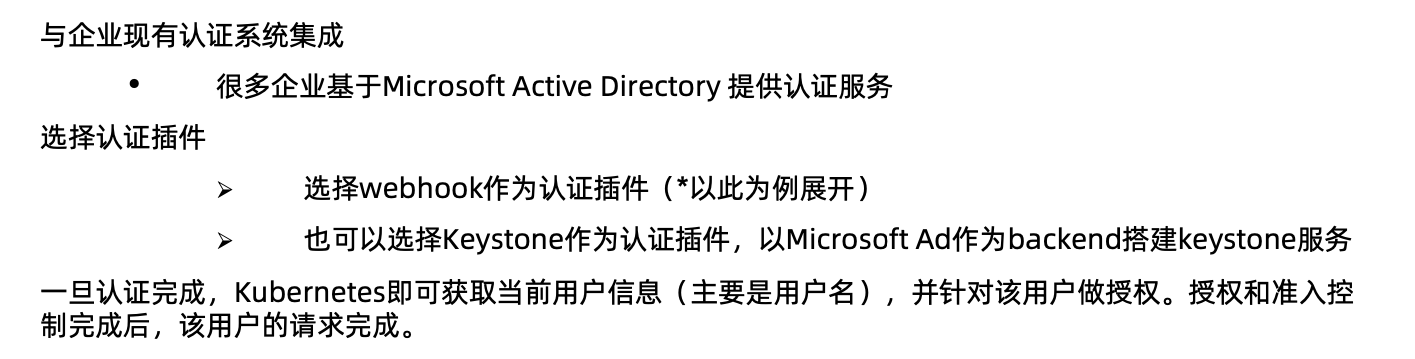 与企业现有认证系统集成
• 很多企业基于Microsoft Active Directory 提供认证服务
选择认证插件
➢ 选择webhook作为认证插件（*以此为例展开）
➢ 也可以选择Keystone作为认证插件，以Microsoft Ad作为backend搭建keystone服务
一旦认证完成，Kubernetes即可获取当前用户信息（主要是用户名），并针对该用户做授权。授权和准入控
制完成后，该用户的请求完成。